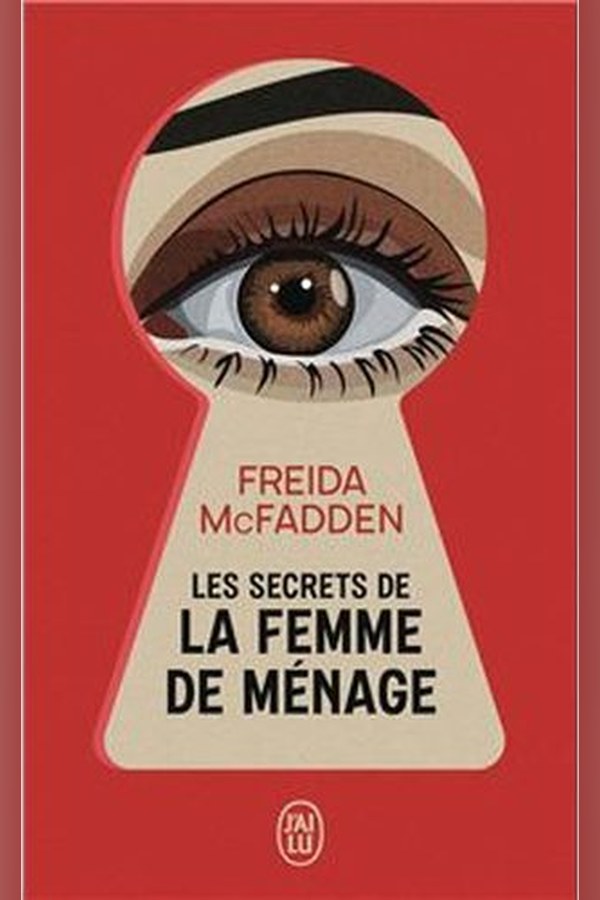 FREIDA
McFADDEN
LES SECRETS DE
LA FEMME
DE MÉNAGE
J'AI
LU